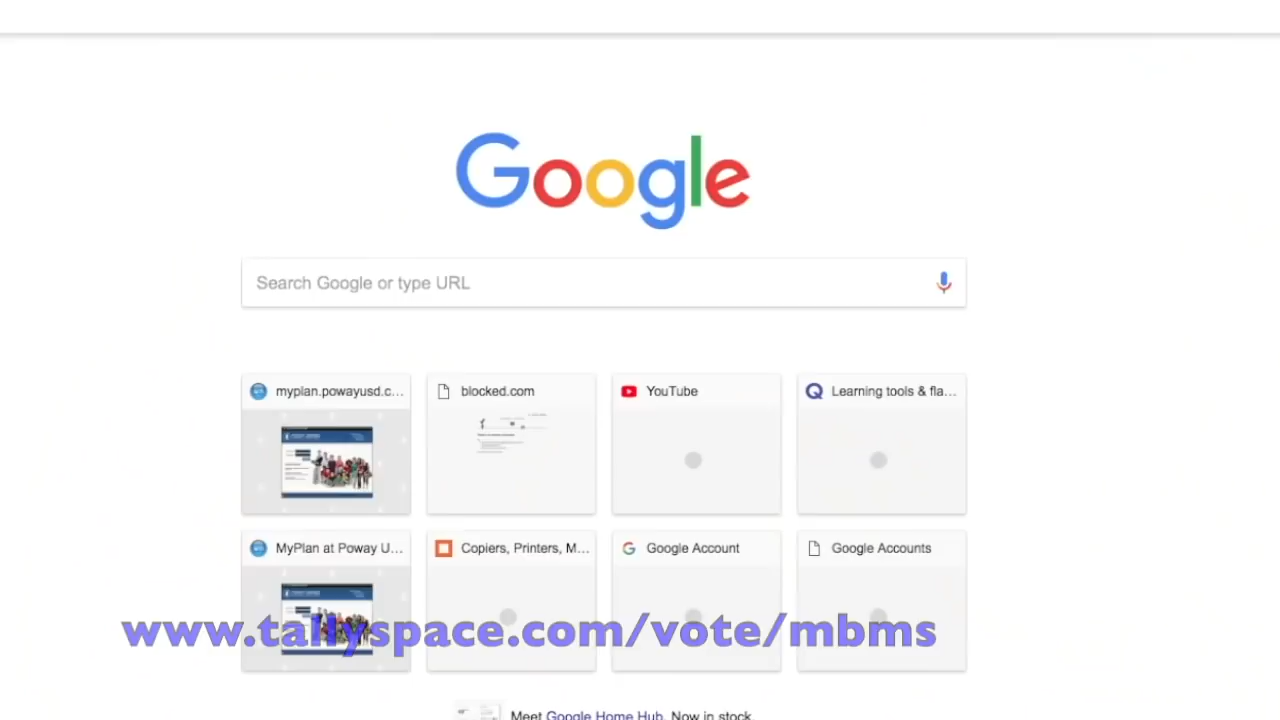 Google
Search Google or type URL
myplan.powayusd.c...
blocked.com
YouTube
Learning tools & fla...
MyPlan at Poway U...
Copiers, Printers, M...
Google Account
Google Accounts
www.tallyspace.com/vote/mbms
Meet Google Home Hub. Now in stock.